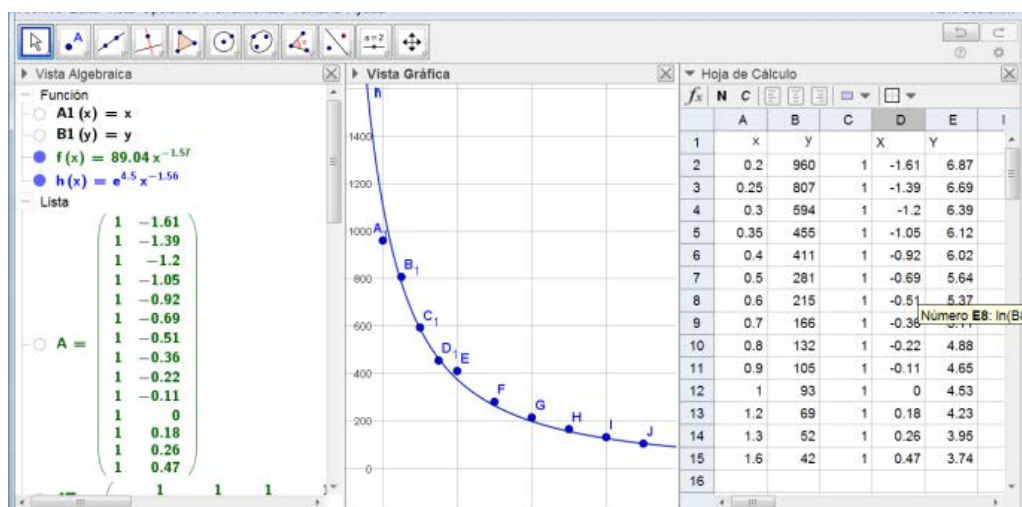 a=2
Vista Algebraica
Función
A1 (x) = x
B1 (y) = y
f (x) = 89.04 x^-1.57
h (x) = e^4.5 x^-1.56
Lista
A =
1 -1.61
1 -1.39
1 -1.2
1 -1.05
1 -0.92
1 -0.69
1 -0.51
1 -0.36
1 -0.22
1 -0.11
1 0
1 0.18
1 0.26
1 0.47
1 1 1
Vista Gráfica
h
1400
1200
1000
800
600
400
200
0
A1
B1
C1
D1
E
F
G
H
I
J
Hoja de Cálculo
fx N C
A B C D E
1 x y X Y
2 0.2 960 1 -1.61 6.87
3 0.25 807 1 -1.39 6.69
4 0.3 594 1 -1.2 6.39
5 0.35 455 1 -1.05 6.12
6 0.4 411 1 -0.92 6.02
7 0.5 281 1 -0.69 5.64
8 0.6 215 1 -0.51 5.37
Número E8: ln(B8
9 0.7 166 1 -0.36
10 0.8 132 1 -0.22 4.88
11 0.9 105 1 -0.11 4.65
12 1 93 1 0 4.53
13 1.2 69 1 0.18 4.23
14 1.3 52 1 0.26 3.95
15 1.6 42 1 0.47 3.74
16